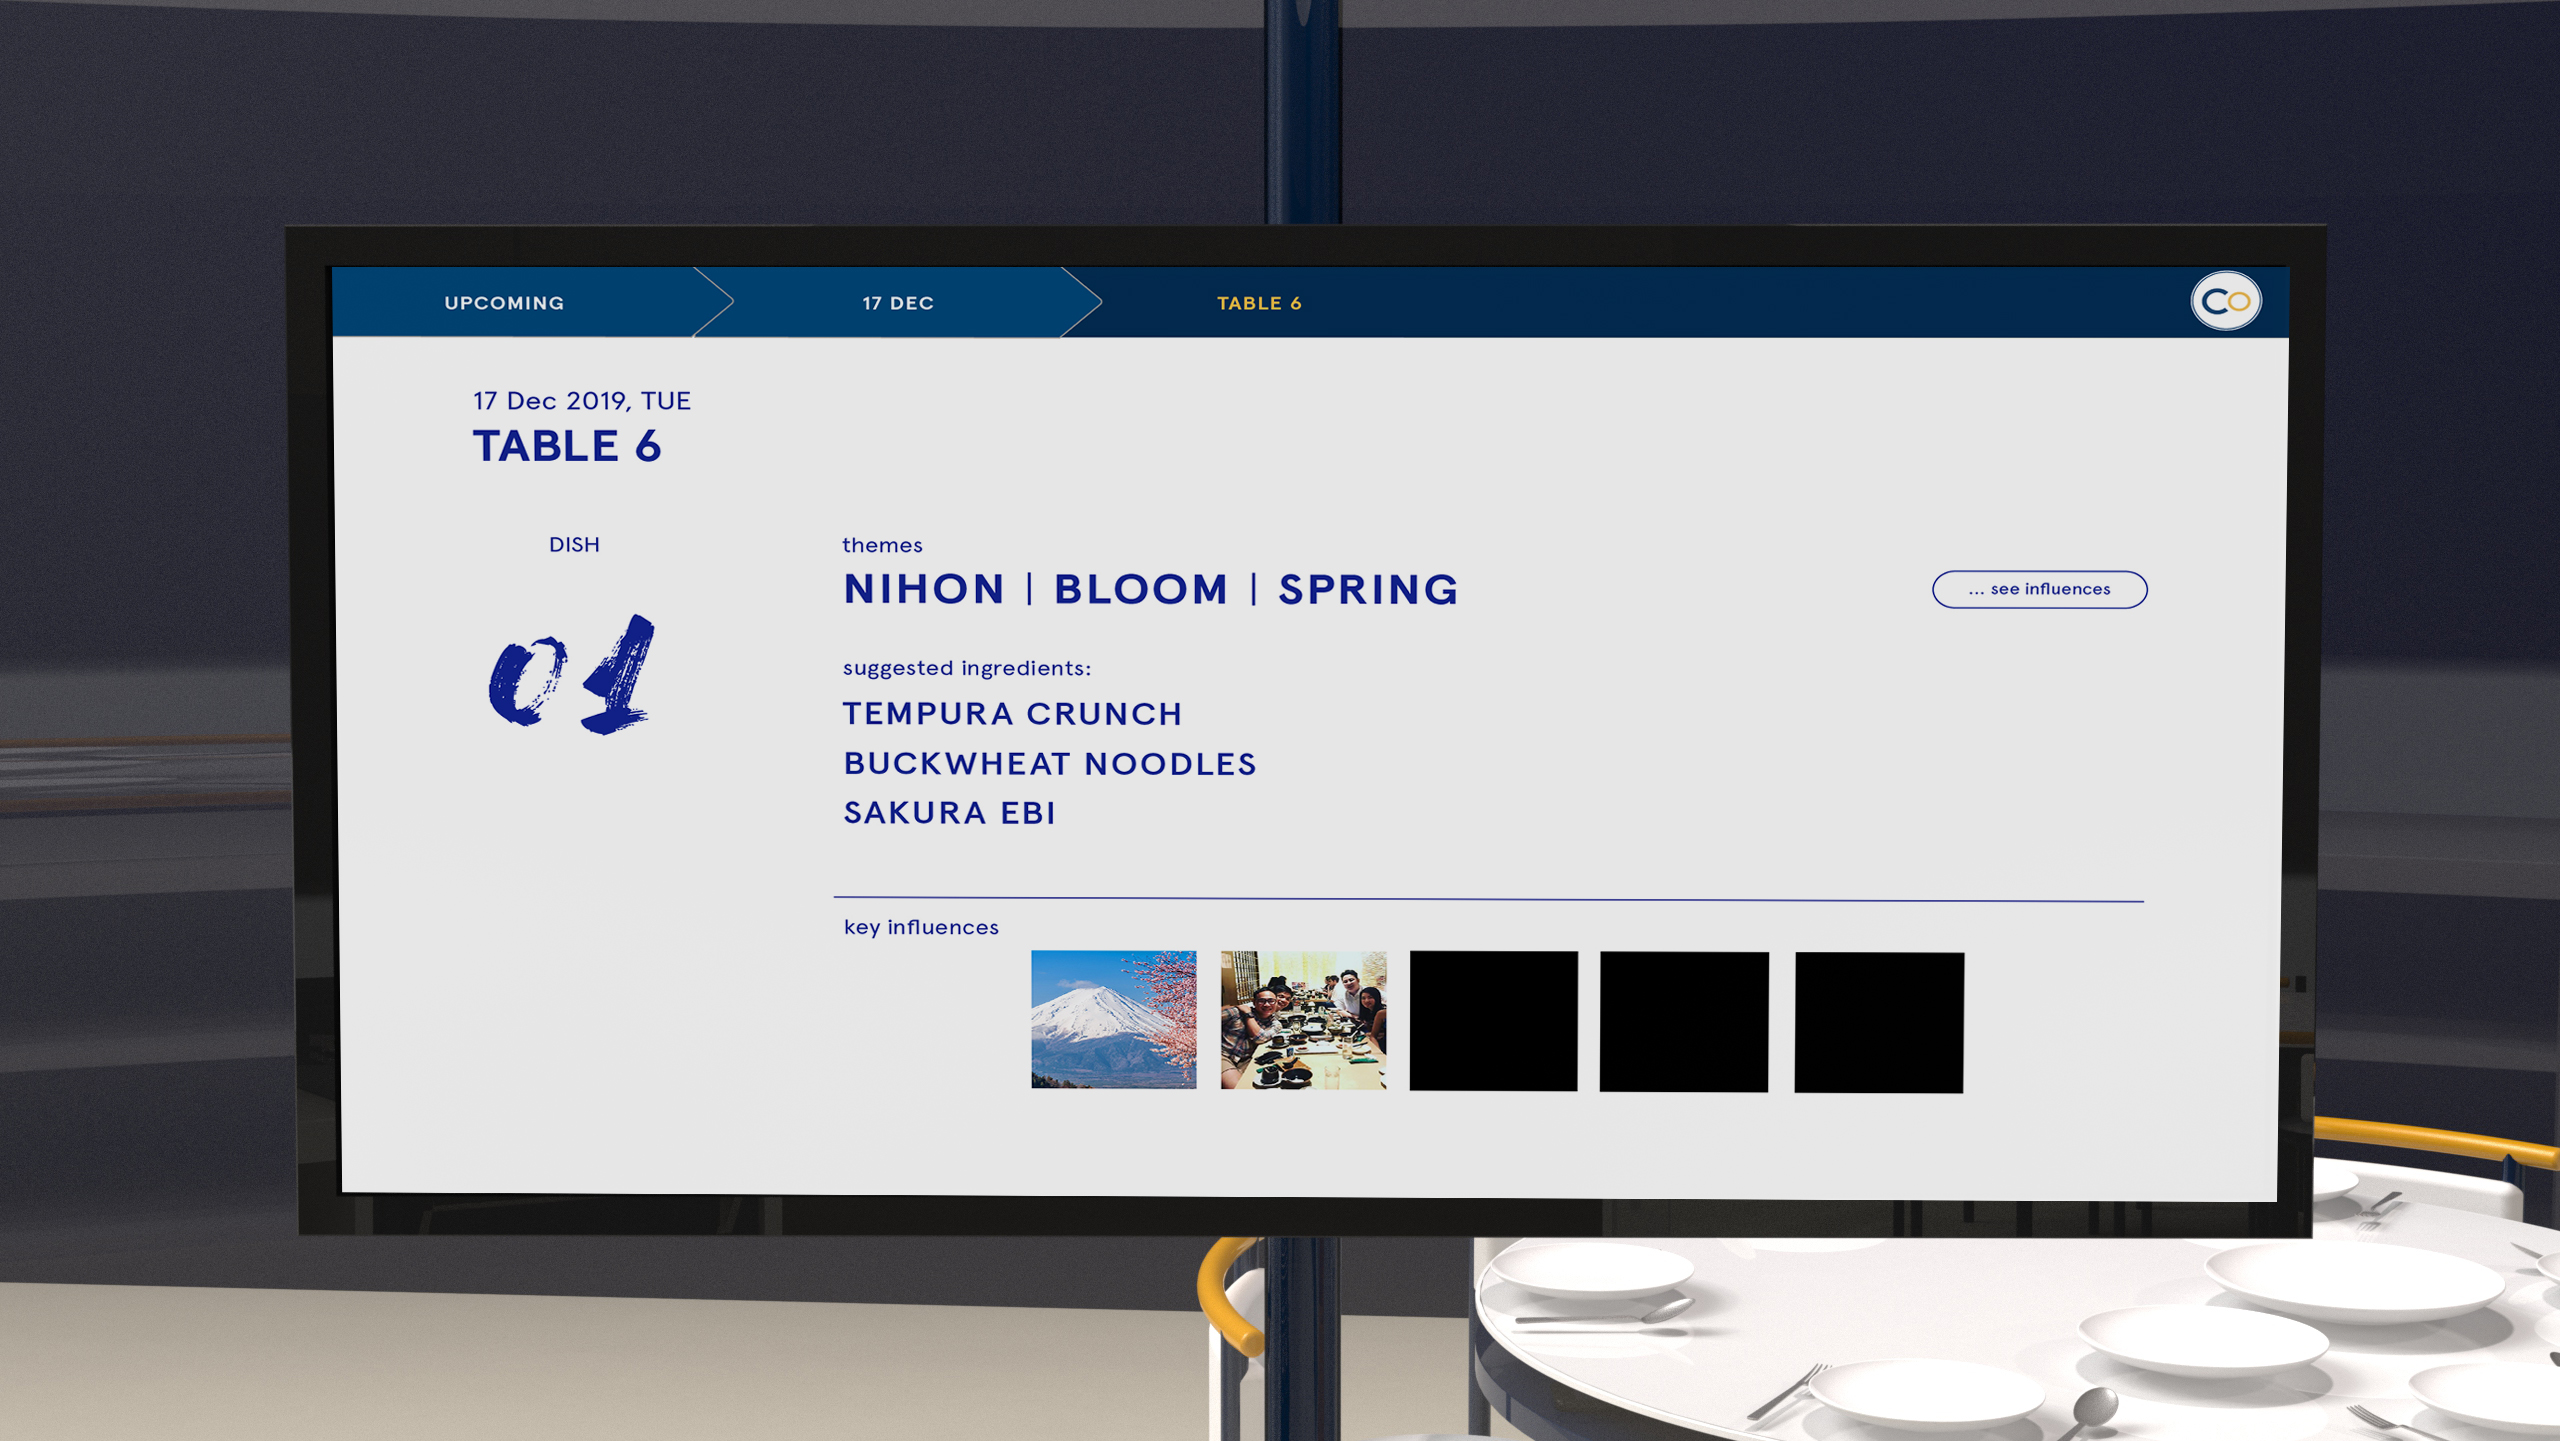 UPCOMING
17 DEC
TABLE 6
CO
17 Dec 2019, TUE
TABLE 6
DISH
01
themes
NIHON | BLOOM | SPRING
... see influences
suggested ingredients:
TEMPURA CRUNCH
BUCKWHEAT NOODLES
SAKURA EBI
key influences